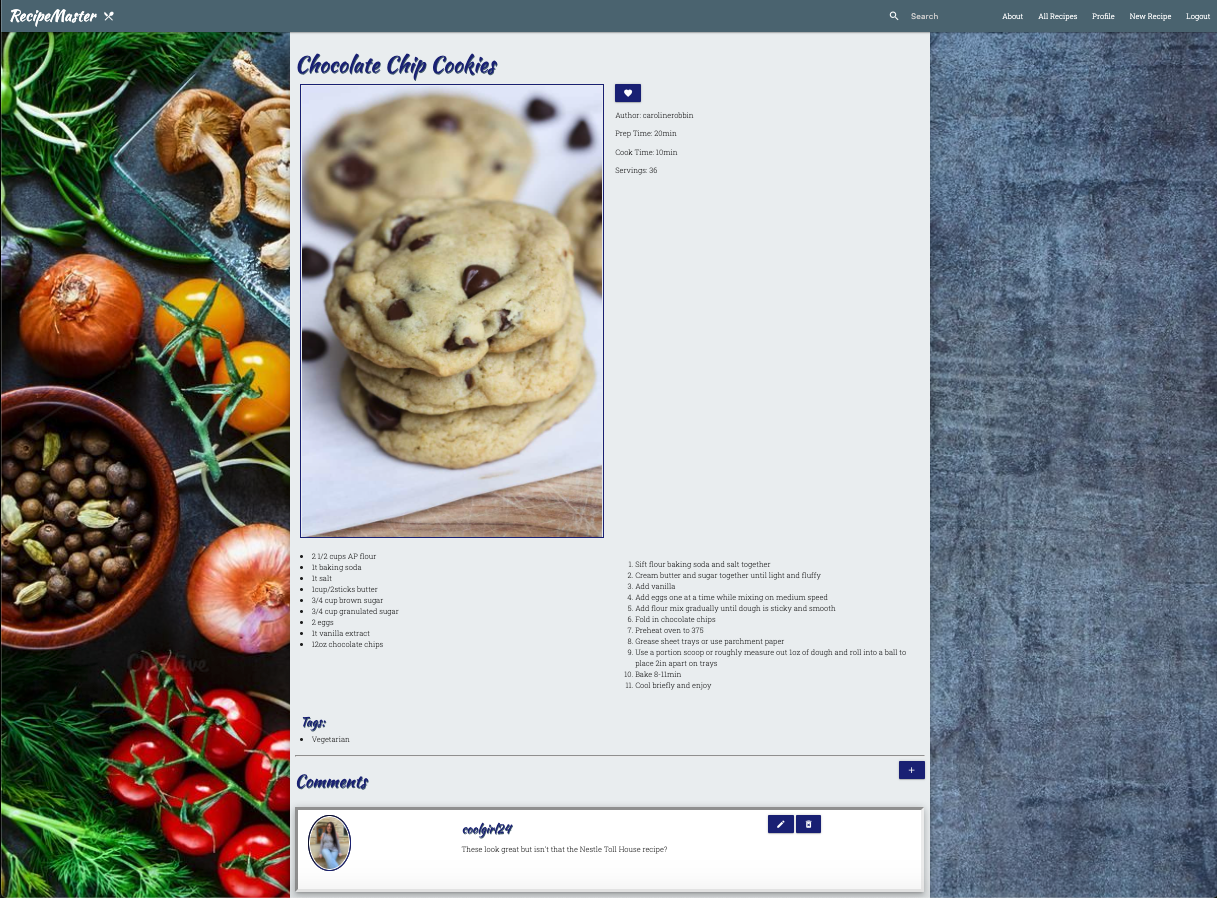 RecipeMaster
Search
About
All Recipes
Profile
New Recipe
Logout
Chocolate Chip Cookies
Author: carolinerobbin
Prep Time: 20min
Cook Time: 10min
Servings: 36
2 1/2 cups AP flour
1t baking soda
1t salt
1cup/2sticks butter
3/4 cup brown sugar
3/4 cup granulated sugar
2 eggs
1t vanilla extract
12oz chocolate chips
1. Sift flour baking soda and salt together
2. Cream butter and sugar together until light and fluffy
3. Add vanilla
4. Add eggs one at a time while mixing on medium speed
5. Add flour mix gradually until dough is sticky and smooth
6. Fold in chocolate chips
7. Preheat oven to 375
8. Grease sheet trays or use parchment paper
9. Use a portion scoop or roughly measure out 1oz of dough and roll into a ball to
place 2in apart on trays
10. Bake 8-11min
11. Cool briefly and enjoy
Tags:
Vegetarian
Comments
coolgirl24
These look great but isn't that the Nestle Toll House recipe?
Creative